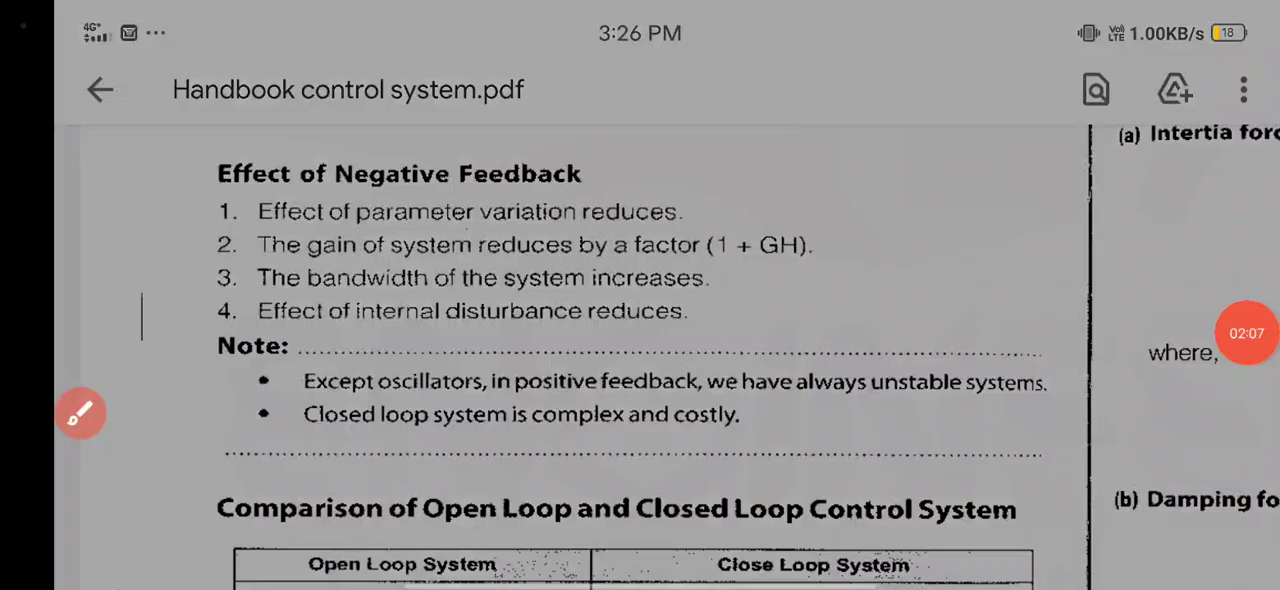 4G+ ... 3:26 PM Vo) LTE 1.00KB/s 18
Handbook control system.pdf
Effect of Negative Feedback
1. Effect of parameter variation reduces.
2. The gain of system reduces by a factor (1 + GH).
3. The bandwidth of the system increases.
4. Effect of internal disturbance reduces.
Note:
• Except oscillators, in positive feedback, we have always unstable systems.
• Closed loop system is complex and costly.
Comparison of Open Loop and Closed Loop Control System
Open Loop System Close Loop System
(a) Intertia forc
where,
02:07
(b) Damping fo